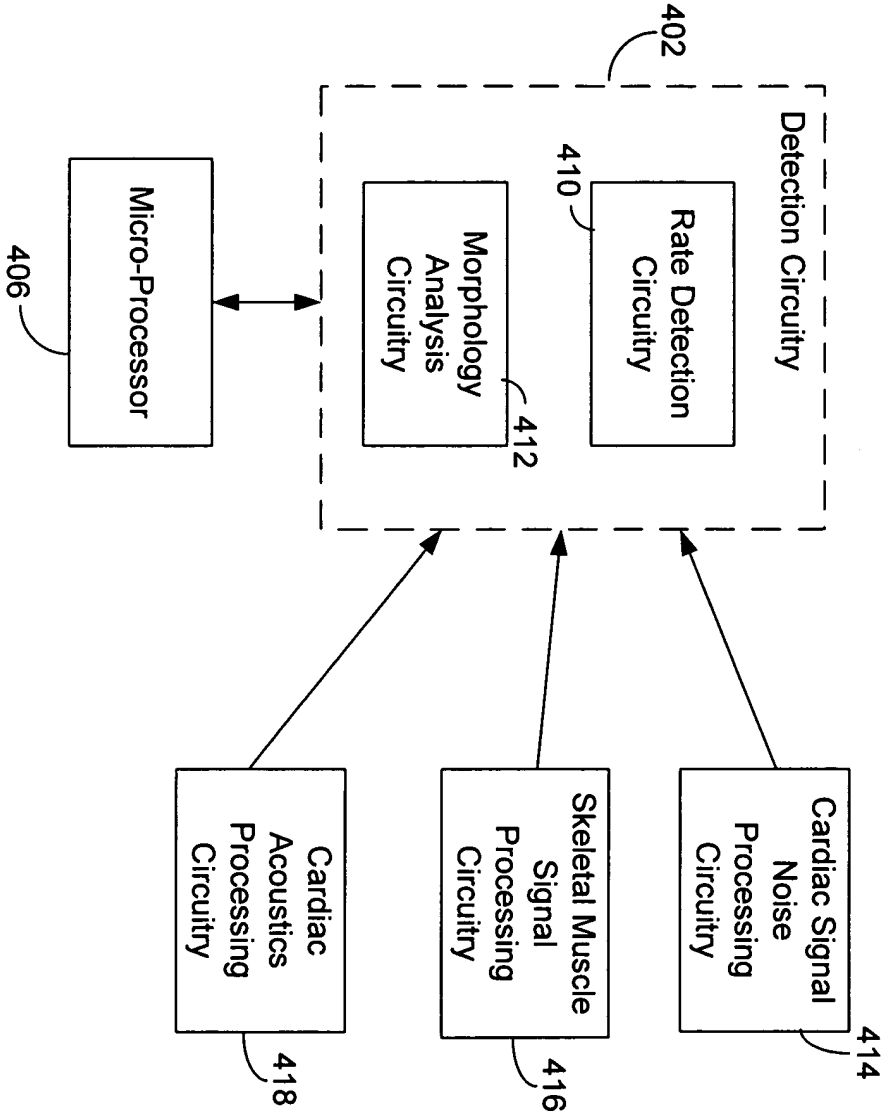 402
Detection Circuitry
410
Rate Detection
Circuitry
Morphology
Analysis
Circuitry
412
Micro-Processor
406
Cardiac Signal
Noise
Processing
Circuitry
414
Skeletal Muscle
Signal
Processing
Circuitry
416
Cardiac
Acoustics
Processing
Circuitry
418